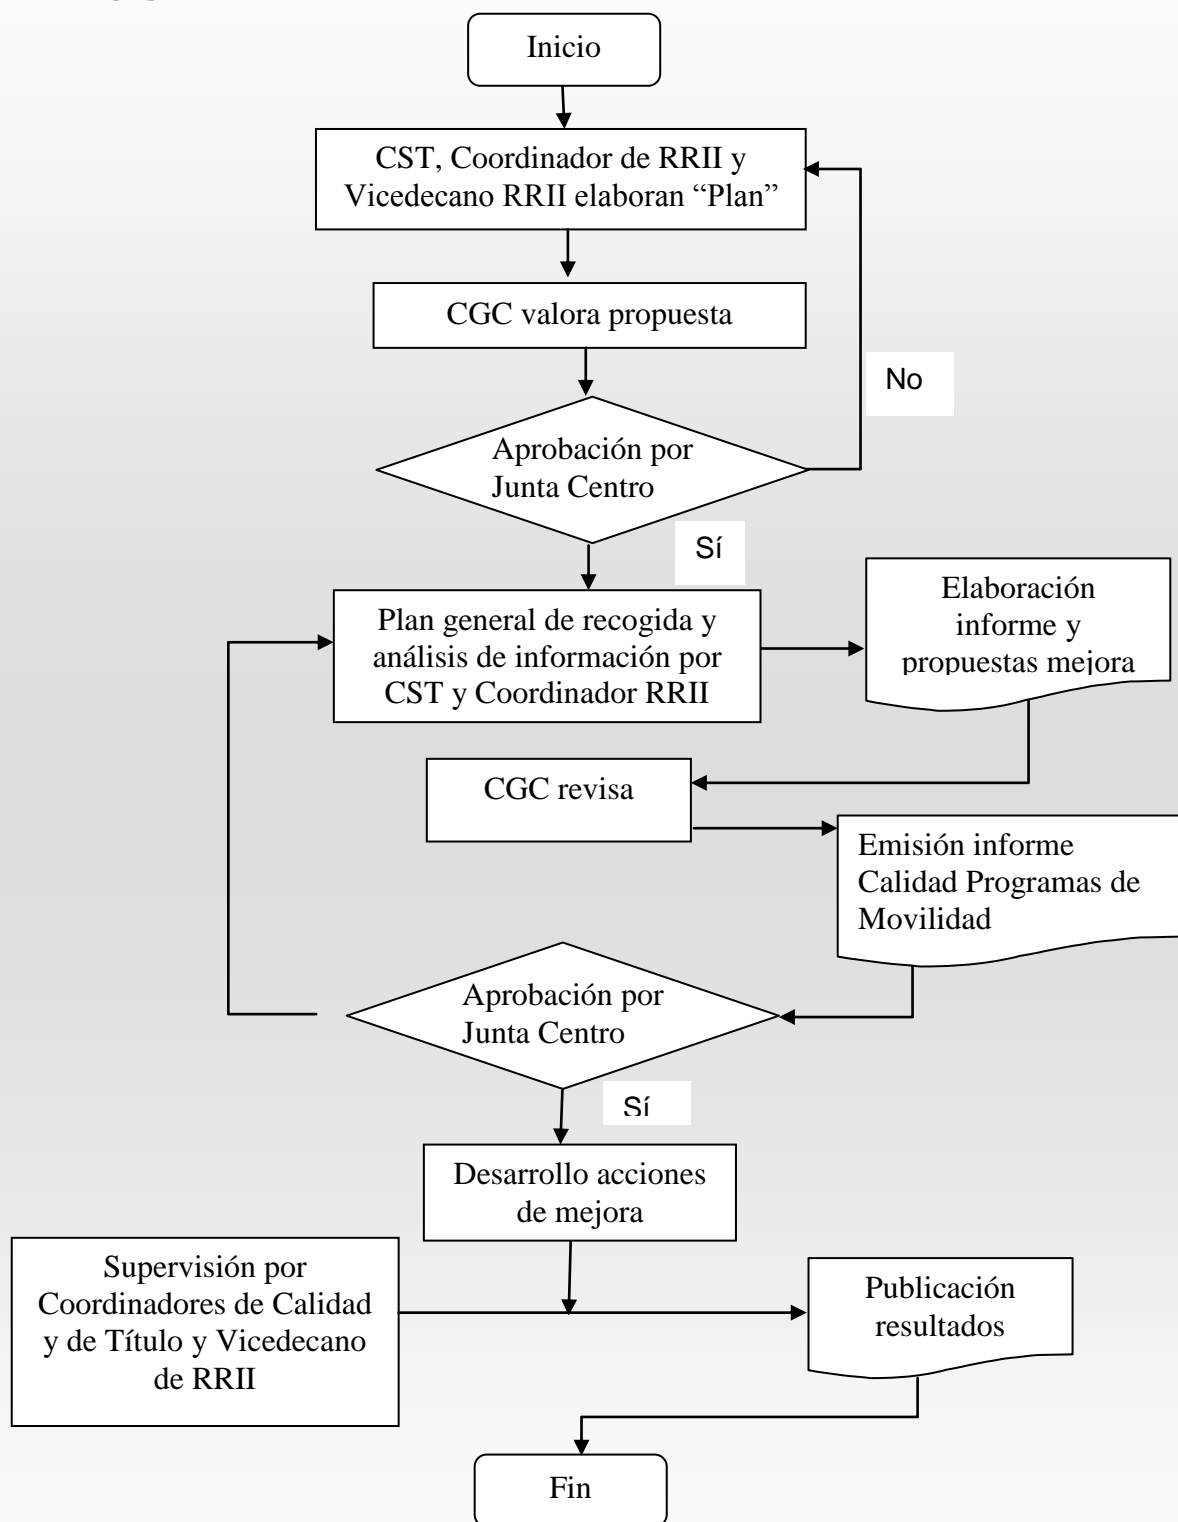 Inicio
CST, Coordinador de RRII y
Vicedecano RRII elaboran “Plan”
CGC valora propuesta
No
Aprobación por
Junta Centro
Sí
Plan general de recogida y
análisis de información por
CST y Coordinador RRII
Elaboración
informe y
propuestas mejora
CGC revisa
Emisión informe
Calidad Programas de
Movilidad
Aprobación por
Junta Centro
Sí
Desarrollo acciones
de mejora
Supervisión por
Coordinadores de Calidad
y de Título y Vicedecano
de RRII
Publicación
resultados
Fin